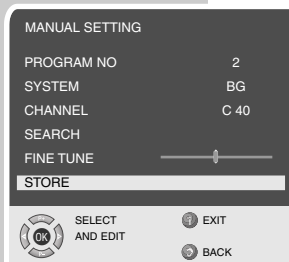 MANUAL SETTING
PROGRAM NO 2
SYSTEM BG
CHANNEL C 40
SEARCH
FINE TUNE
STORE
SELECT
AND EDIT
OK
EXIT
BACK